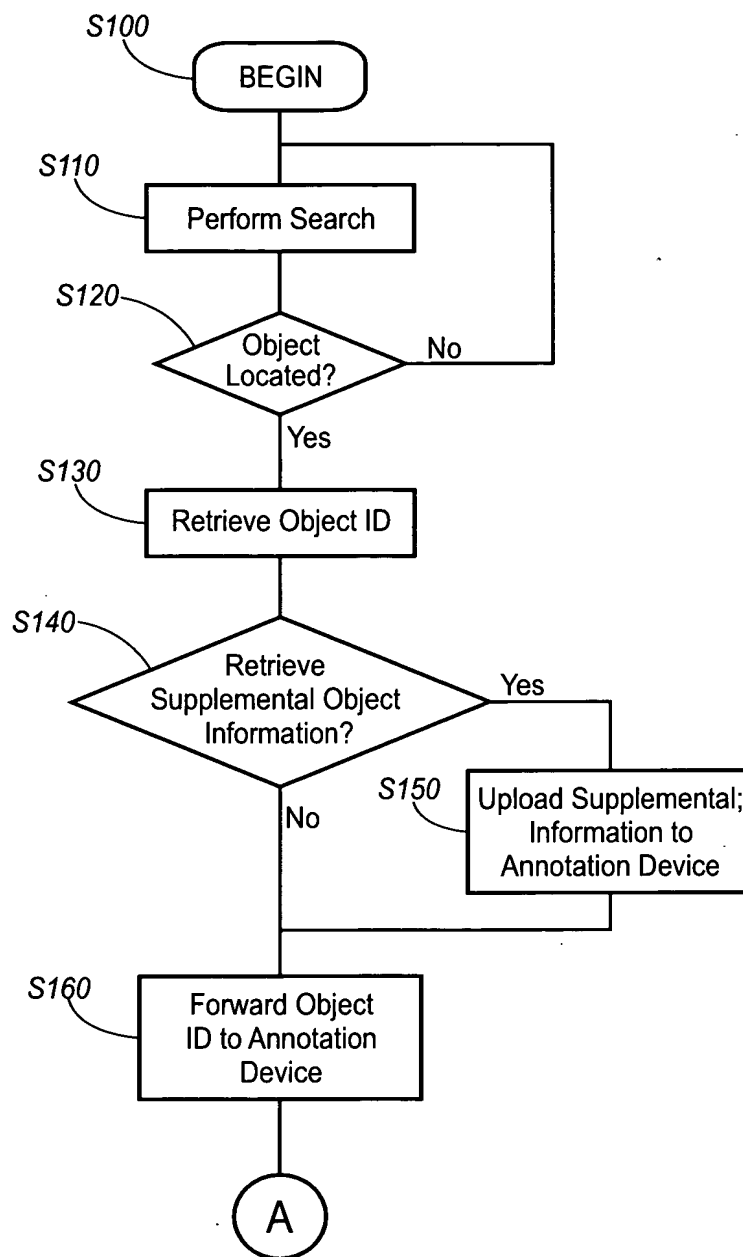 S100
BEGIN
S110
Perform Search
S120
Object
Located?
No
Yes
S130
Retrieve Object ID
S140
Retrieve
Supplemental Object
Information?
Yes
No
S150
Upload Supplemental;
Information to
Annotation Device
S160
Forward Object
ID to Annotation
Device
A